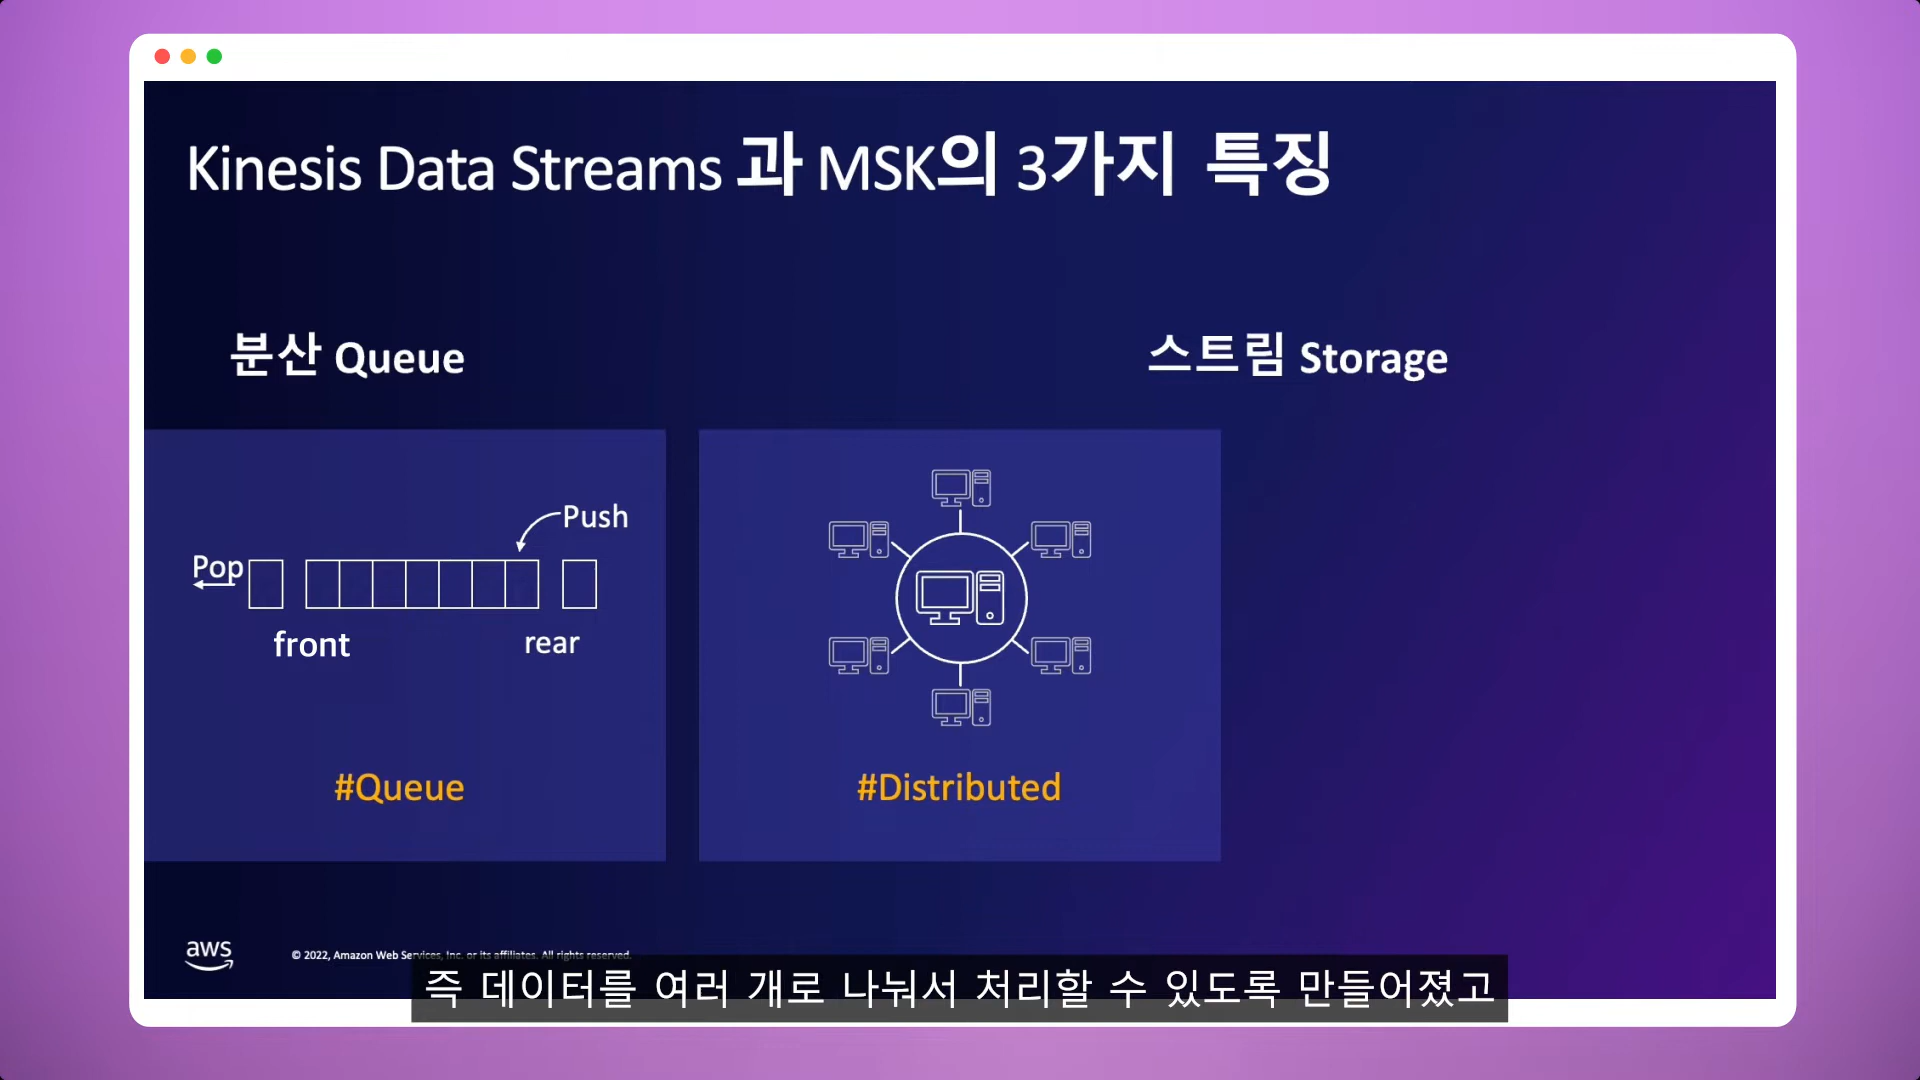 Kinesis Data Streams 과 MSK의 3가지 특징
분산 Queue
스트림 Storage
Push
Pop
front
rear
#Queue
#Distributed
aws
© 2022, Amazon Web Services, Inc. or its affiliates. All rights reserved.
즉 데이터를 여러 개로 나눠서 처리할 수 있도록 만들어졌고